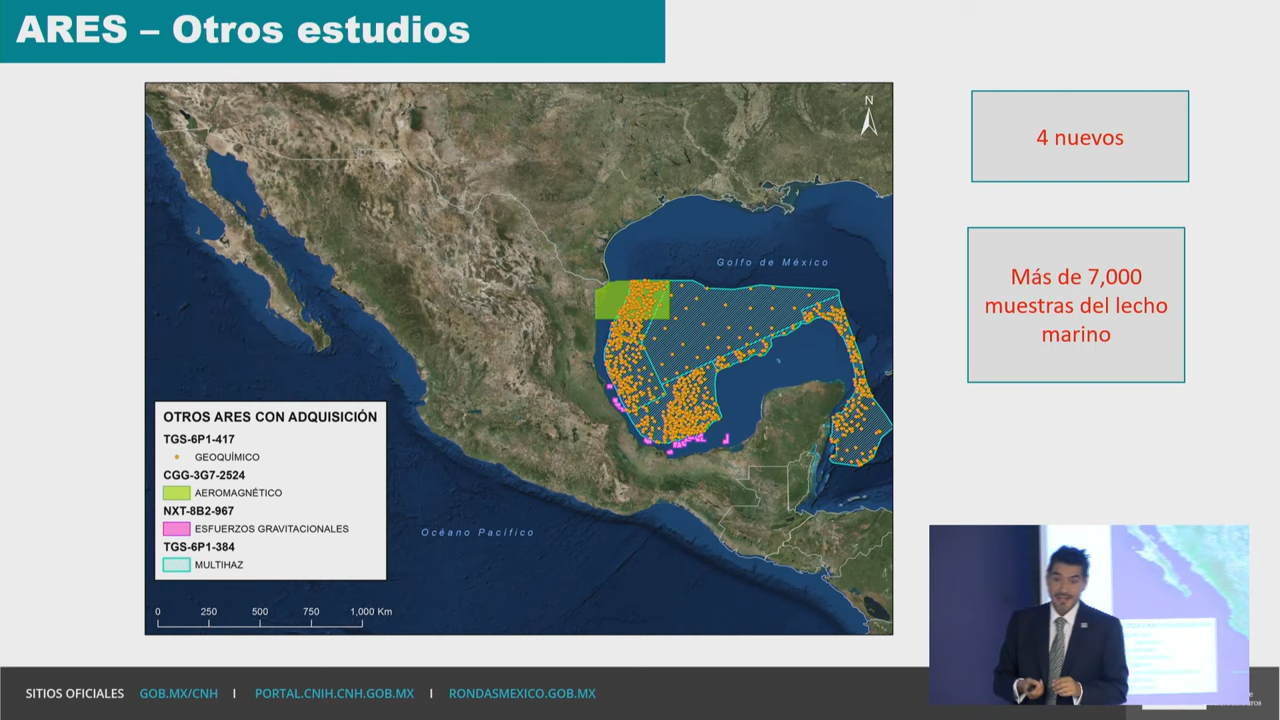 ARES – Otros estudios
N
4 nuevos
Golfo de México
Más de 7,000
muestras del lecho
marino
OTROS ARES CON ADQUISICIÓN
TGS-6P1-417
GEOQUÍMICO
CGG-3G7-2524
AEROMAGNÉTICO
NXT-8B2-967
ESFUERZOS GRAVITACIONALES
TGS-6P1-384
MULTIHAZ
Océano Pacífico
0 250 500 750 1,000 Km
SITIOS OFICIALES GOB.MX/CNH I PORTAL.CNIH.CNH.GOB.MX I RONDASMEXICO.GOB.MX